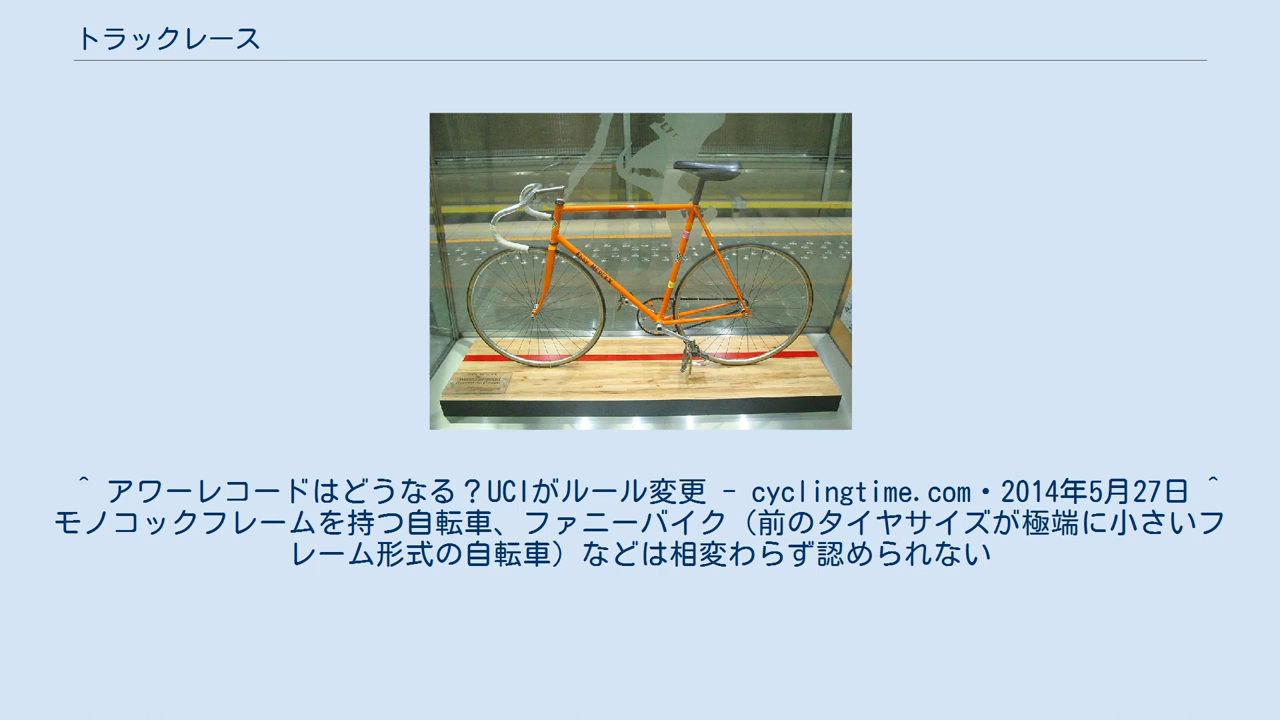 トラックレース
EDDY MERCKX
^ アワーレコードはどうなる？UCIがルール変更 - cyclingtime.com・2014年5月27日 ^
モノコックフレームを持つ自転車、ファニーバイク（前のタイヤサイズが極端に小さいフ
レーム形式の自転車）などは相変わらず認められない